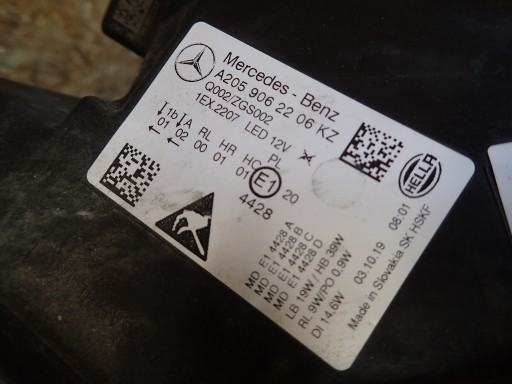 Mercedes - Benz
A205 906 22 06 KZ
Q002/ZGS002
1EX.2207 LED 12V
1b 1A RL HR HC PL
01 02 00 01 01 20
E1
4428
HELLA
MD E1 4428 A
MD E1 4428 B
MD E1 4428 C
MD E1 4428 D
LB 19W / HB 39W
RL 9W/PO 0.9W
DI 14.6W
03.10.19 08:01
Made in Slovakia SK HSKF